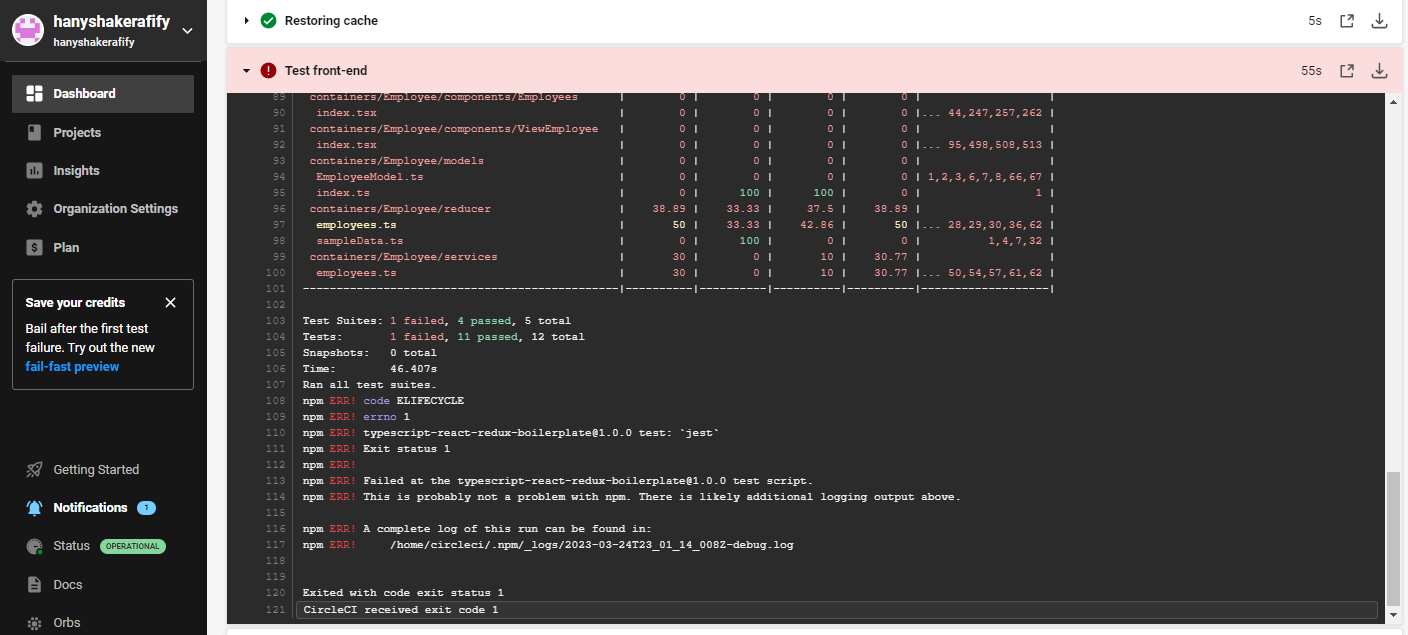 hanyshakerafify
hanyshakerafify
Dashboard
Projects
Insights
Organization Settings
Plan
Save your credits
Bail after the first test
failure. Try out the new
fail-fast preview
Getting Started
Notifications 1
Status OPERATIONAL
Docs
Orbs
Restoring cache 5s
Test front-end 55s
89 containers/Employee/components/Employees | 0 | 0 | 0 | 0 | |
90 index.tsx | 0 | 0 | 0 | 0 |... 44,247,257,262 |
91 containers/Employee/components/ViewEmployee | 0 | 0 | 0 | 0 | |
92 index.tsx | 0 | 0 | 0 | 0 |... 95,498,508,513 |
93 containers/Employee/models | 0 | 0 | 0 | 0 | |
94 EmployeeModel.ts | 0 | 0 | 0 | 0 | 1,2,3,6,7,8,66,67 |
95 index.ts | 0 | 100 | 100 | 0 | 1 |
96 containers/Employee/reducer | 38.89 | 33.33 | 37.5 | 38.89 | |
97 employees.ts | 50 | 33.33 | 42.86 | 50 |... 28,29,30,36,62 |
98 sampleData.ts | 0 | 100 | 0 | 0 | 1,4,7,32 |
99 containers/Employee/services | 30 | 0 | 10 | 30.77 | |
100 employees.ts | 30 | 0 | 10 | 30.77 |... 50,54,57,61,62 |
101 -----------------------------------------------|----------|----------|----------|----------|-------------------|
102
103 Test Suites: 1 failed, 4 passed, 5 total
104 Tests: 1 failed, 11 passed, 12 total
105 Snapshots: 0 total
106 Time: 46.407s
107 Ran all test suites.
108 npm ERR! code ELIFECYCLE
109 npm ERR! errno 1
110 npm ERR! typescript-react-redux-boilerplate@1.0.0 test: `jest`
111 npm ERR! Exit status 1
112 npm ERR!
113 npm ERR! Failed at the typescript-react-redux-boilerplate@1.0.0 test script.
114 npm ERR! This is probably not a problem with npm. There is likely additional logging output above.
115
116 npm ERR! A complete log of this run can be found in:
117 npm ERR! /home/circleci/.npm/_logs/2023-03-24T23_01_14_008Z-debug.log
118
119
120 Exited with code exit status 1
121 CircleCI received exit code 1